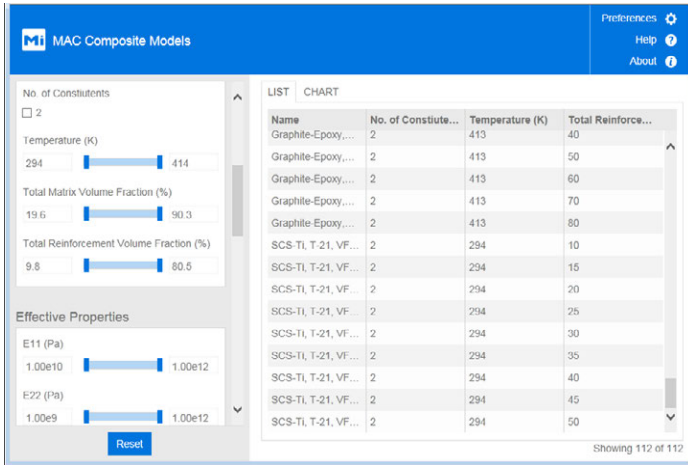 Preferences
Help ?
About i
Mi MAC Composite Models
No. of Constiutents
2
Temperature (K)
294 414
Total Matrix Volume Fraction (%)
19.6 90.3
Total Reinforcement Volume Fraction (%)
9.8 80.5
Effective Properties
E11 (Pa)
1.00e10 1.00e12
E22 (Pa)
1.00e9 1.00e12
Reset
LIST CHART
Name No. of Constiute... Temperature (K) Total Reinforce...
Graphite-Epoxy,... 2 413 40
Graphite-Epoxy,... 2 413 50
Graphite-Epoxy,... 2 413 60
Graphite-Epoxy,... 2 413 70
Graphite-Epoxy,... 2 413 80
SCS-Ti, T-21, VF... 2 294 10
SCS-Ti, T-21, VF... 2 294 15
SCS-Ti, T-21, VF... 2 294 20
SCS-Ti, T-21, VF... 2 294 25
SCS-Ti, T-21, VF... 2 294 30
SCS-Ti, T-21, VF... 2 294 35
SCS-Ti, T-21, VF... 2 294 40
SCS-Ti, T-21, VF... 2 294 45
SCS-Ti, T-21, VF... 2 294 50
Showing 112 of 112